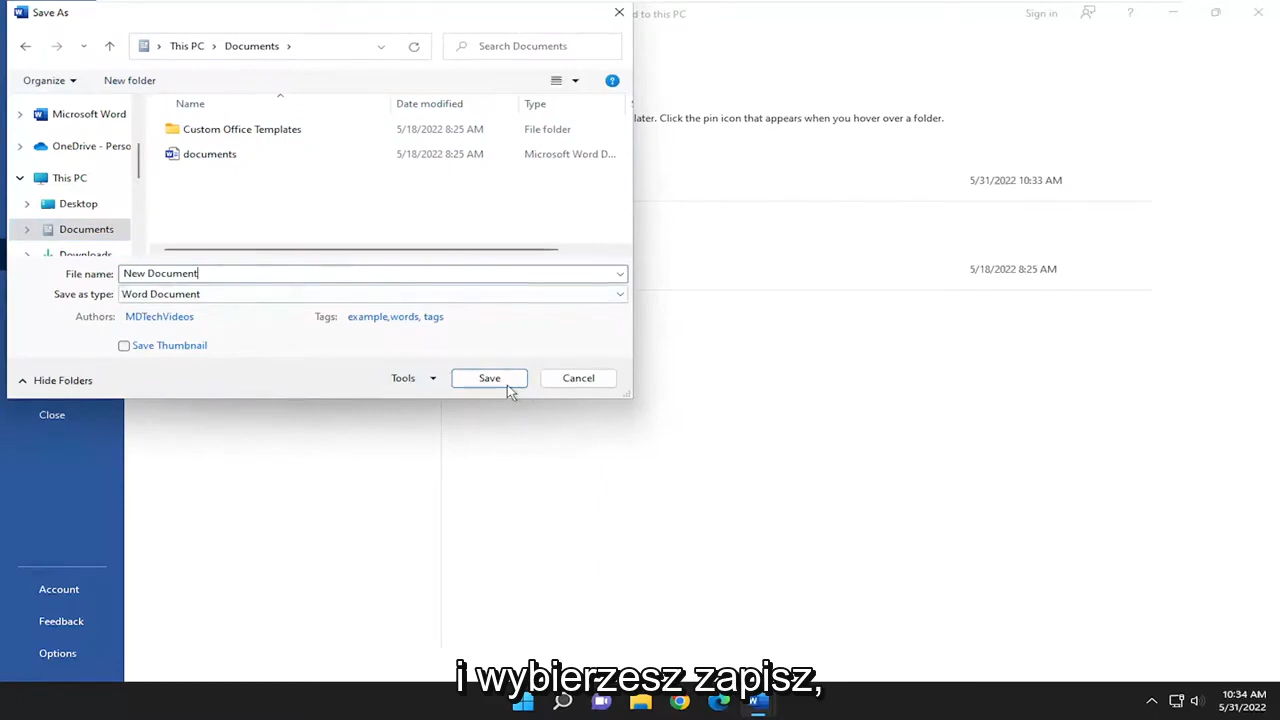 Save As
d to this PC
Sign in
?
This PC
Documents
Search Documents
Organize
New folder
?
Name
Date modified
Type
later. Click the pin icon that appears when you hover over a folder.
Microsoft Word
Custom Office Templates
5/18/2022 8:25 AM
File folder
OneDrive - Perso
documents
5/18/2022 8:25 AM
Microsoft Word D...
This PC
5/31/2022 10:33 AM
Desktop
Documents
Downloads
File name:
New Document
5/18/2022 8:25 AM
Save as type:
Word Document
Authors:
MDTechVideos
Tags:
example,words, tags
Save Thumbnail
Hide Folders
Tools
Save
Cancel
Close
Account
Feedback
Options
i wybierzesz zapisz,
10:34 AM
5/31/2022